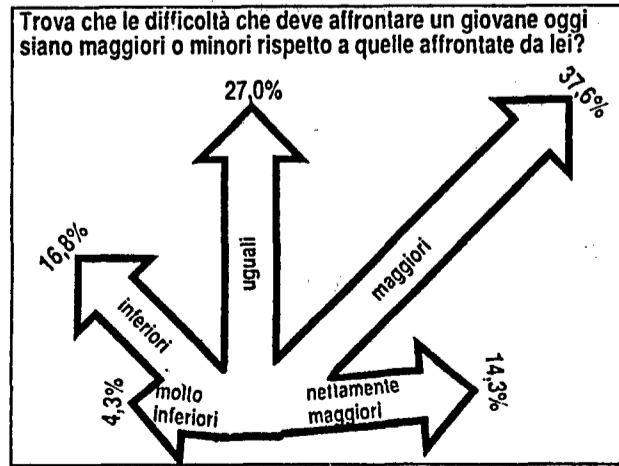 Trova che le difficoltà che deve affrontare un giovane oggi
siano maggiori o minori rispetto a quelle affrontate da lei?
27,0%
37,6%
16,8%
uguali
maggiori
inferiori
4,3%
molto
inferiori
nettamente
maggiori
14,3%